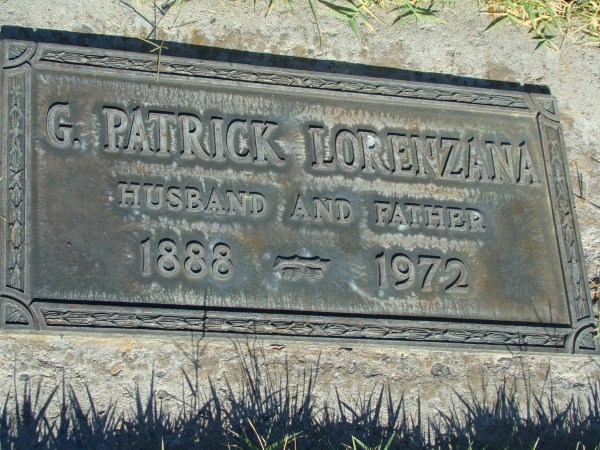 G. PATRICK LORENZANA
HUSBAND AND FATHER
1888 1972